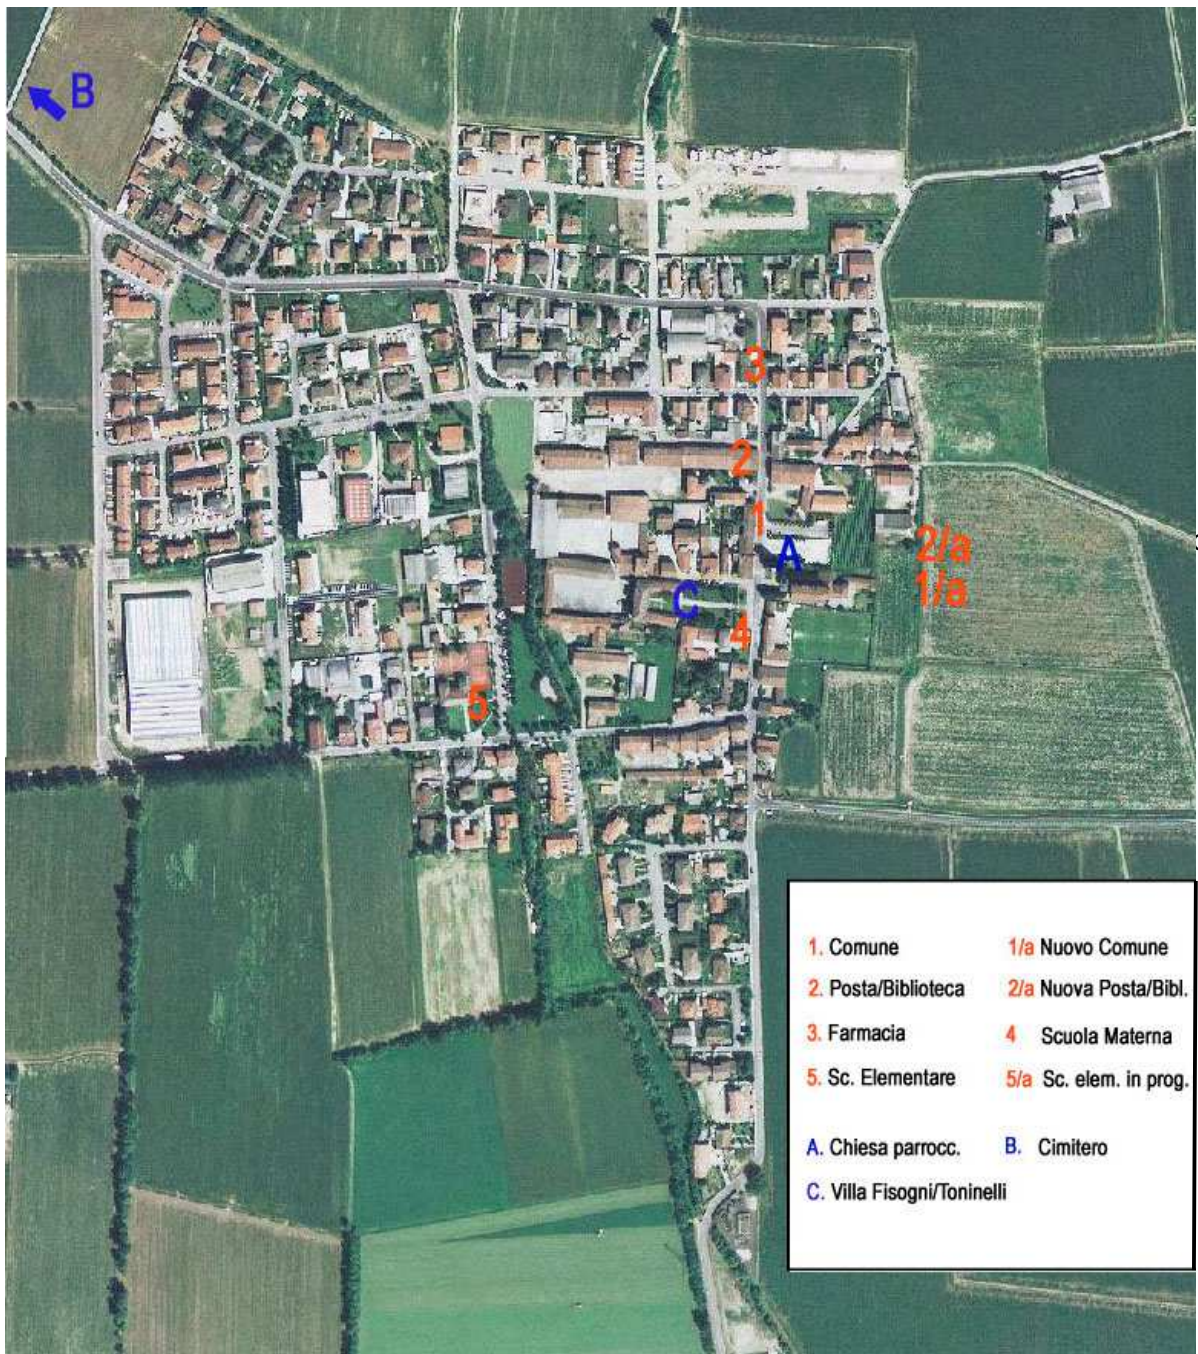 B
3
2
1
2/a
A
1/a
C
4
5
1. Comune
1/a Nuovo Comune
2. Posta/Biblioteca
2/a Nuova Posta/Bibl.
3. Farmacia
4 Scuola Materna
5. Sc. Elementare
5/a Sc. elem. in prog.
A. Chiesa parrocc.
B. Cimitero
C. Villa Fisogni/Toninelli